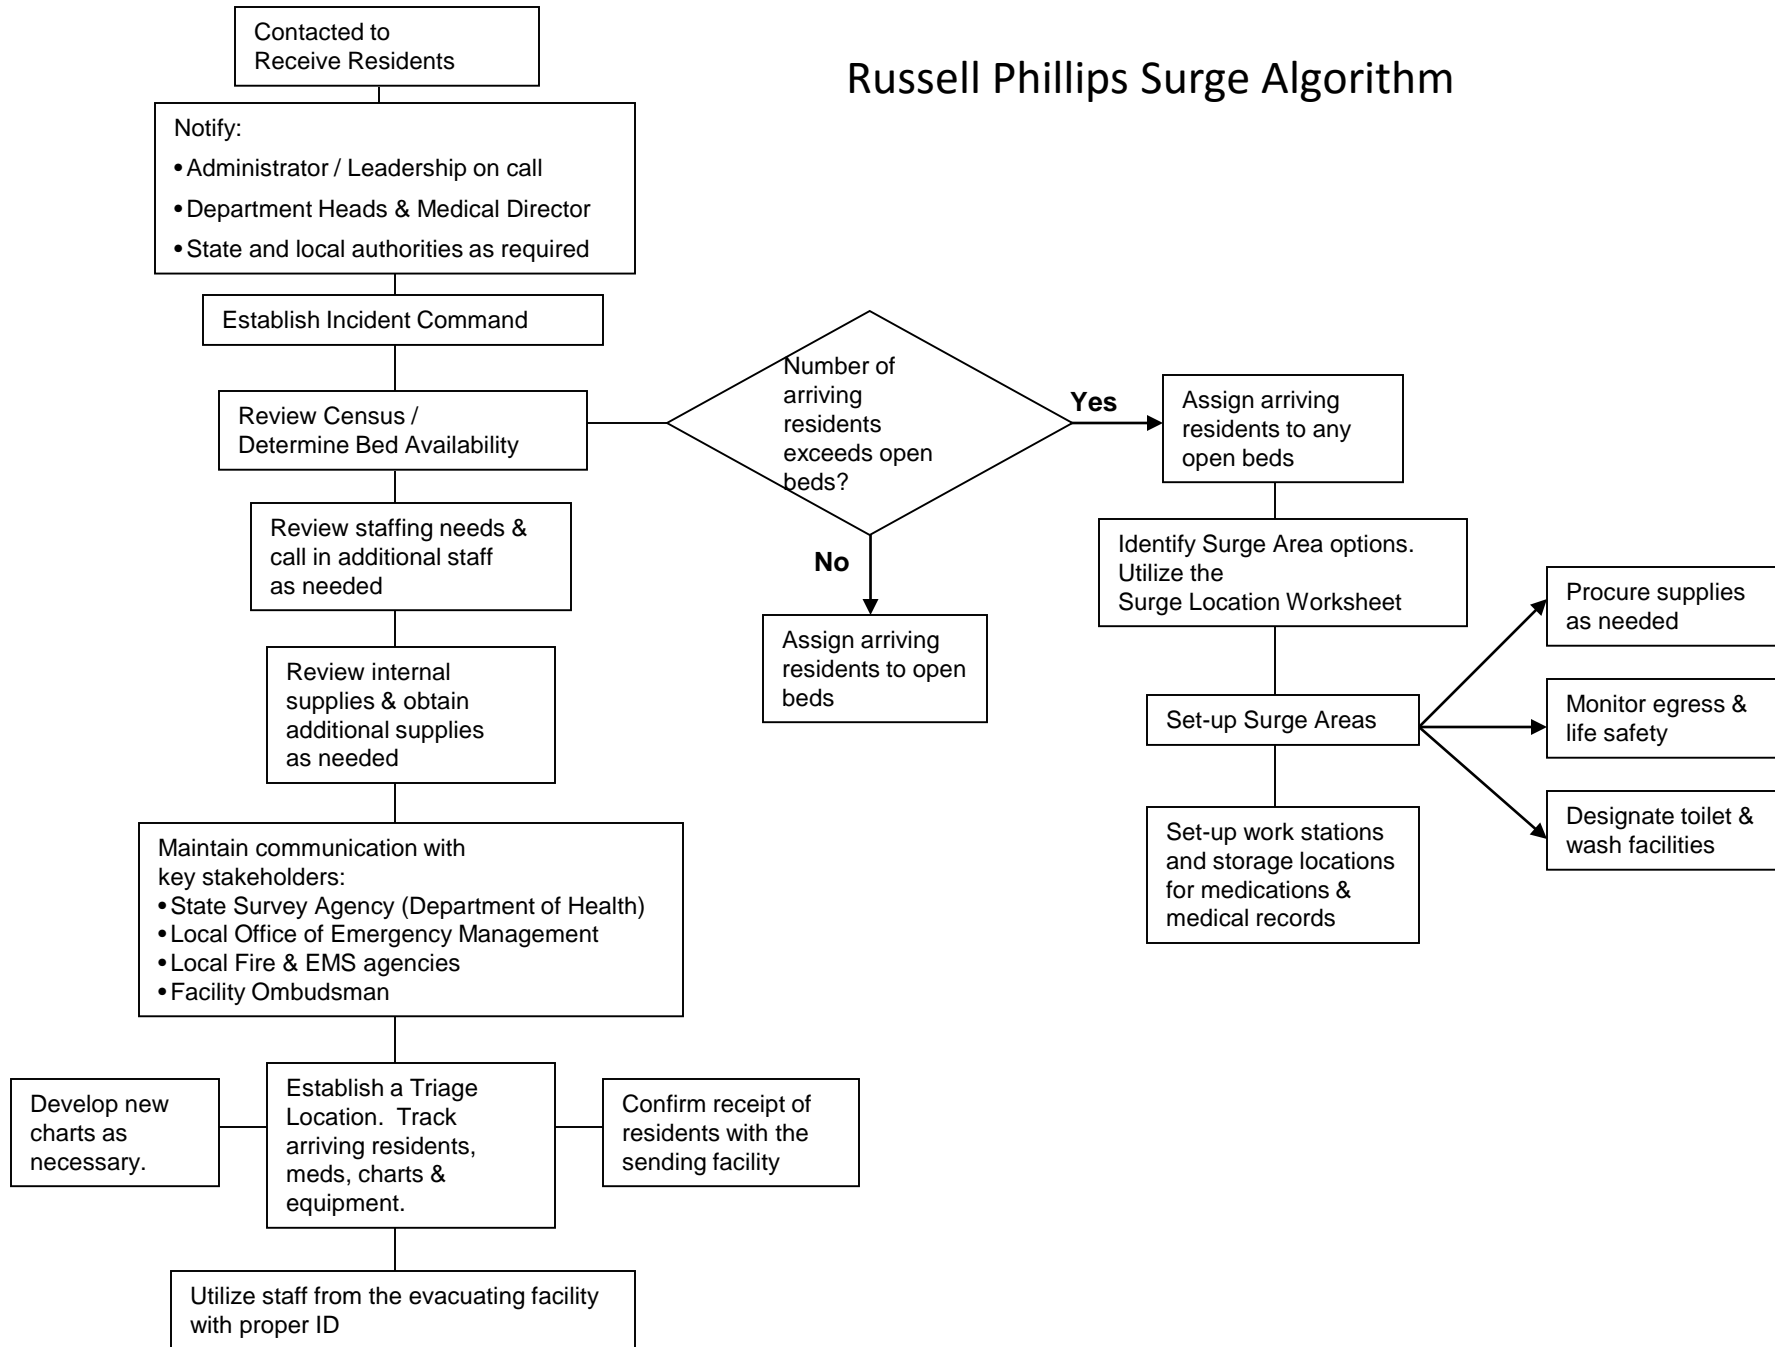 Russell Phillips Surge Algorithm
Contacted to
Receive Residents
Notify:
•Administrator / Leadership on call
•Department Heads & Medical Director
•State and local authorities as required
Establish Incident Command
Review Census /
Determine Bed Availability
Number of
arriving
residents
exceeds open
beds?
Yes
No
Assign arriving
residents to open
beds
Assign arriving
residents to any
open beds
Identify Surge Area options.
Utilize the
Surge Location Worksheet
Set-up Surge Areas
Procure supplies
as needed
Monitor egress &
life safety
Designate toilet &
wash facilities
Set-up work stations
and storage locations
for medications &
medical records
Review staffing needs &
call in additional staff
as needed
Review internal
supplies & obtain
additional supplies
as needed
Maintain communication with
key stakeholders:
•State Survey Agency (Department of Health)
•Local Office of Emergency Management
•Local Fire & EMS agencies
•Facility Ombudsman
Develop new
charts as
necessary.
Establish a Triage
Location.  Track
arriving residents,
meds, charts &
equipment.
Confirm receipt of
residents with the
sending facility
Utilize staff from the evacuating facility
with proper ID